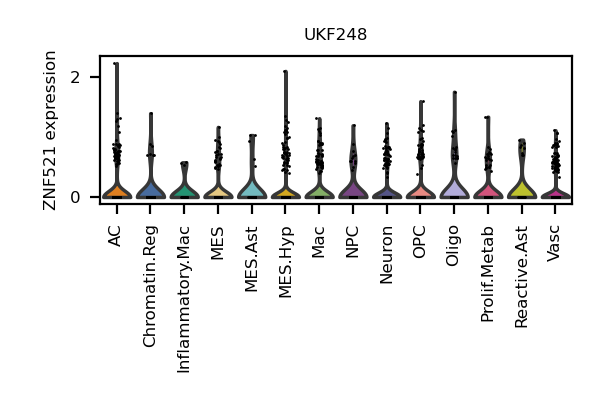 UKF248
ZNF521 expression
2
0
AC
Chromatin.Reg
Inflammatory.Mac
MES
MES.Ast
MES.Hyp
Mac
NPC
Neuron
OPC
Oligo
Prolif.Metab
Reactive.Ast
Vasc